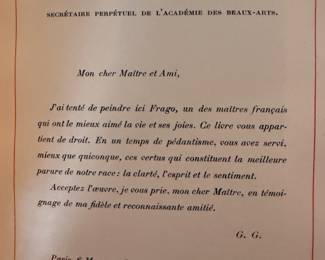 SECRÉTAIRE PERPÉTUEL DE L'ACADÉMIE DES BEAUX-ARTS.
Mon cher Maître et Ami,
J'ai tenté de peindre ici Frago, un des maîtres français
qui ont le mieux aimé la vie et ses joies. Ce livre vous appar-
tient de droit. En un temps de pédantisme, vous avez servi,
mieux que quiconque, ces vertus qui constituent la meilleure
parure de notre race : la clarté, l'esprit et le sentiment.
Acceptez l'œuvre, je vous prie, mon cher Maître, en témoi-
gnage de ma fidèle et reconnaissante amitié.
G. G.
Paris, 6